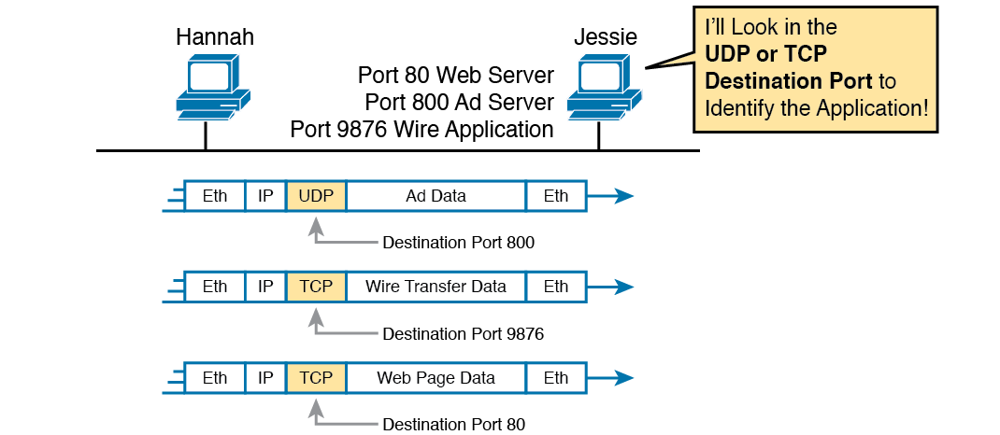 Hannah
Jessie
I'll Look in the
UDP or TCP
Destination Port to
Identify the Application!
Port 80 Web Server
Port 800 Ad Server
Port 9876 Wire Application
Eth IP UDP Ad Data Eth
Destination Port 800
Eth IP TCP Wire Transfer Data Eth
Destination Port 9876
Eth IP TCP Web Page Data Eth
Destination Port 80